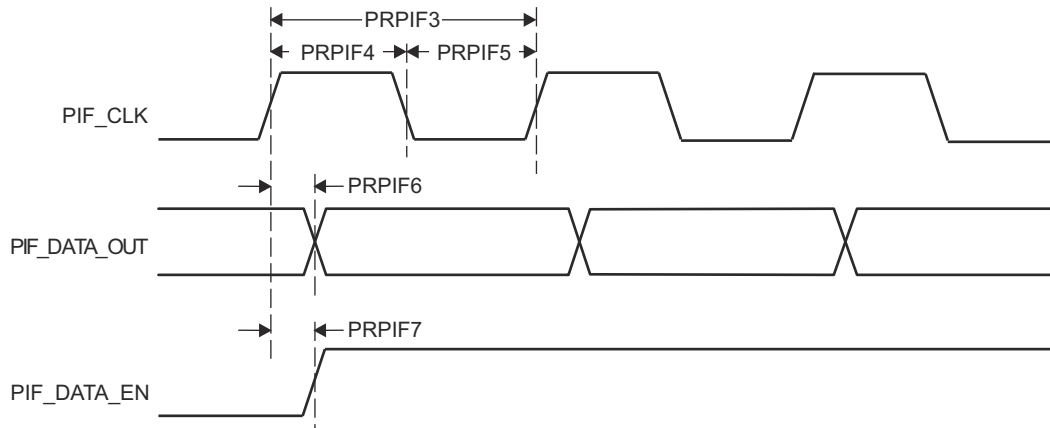 PRPIF3
PRPIF4
PRPIF5
PIF_CLK
PRPIF6
PIF_DATA_OUT
PRPIF7
PIF_DATA_EN